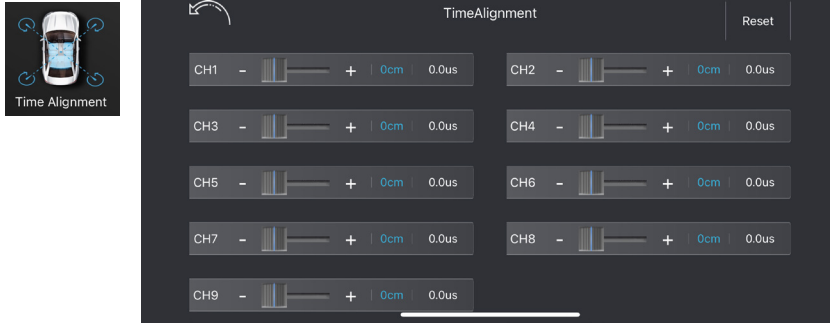 Time Alignment
TimeAlignment
Reset
CH1 - + 0cm 0.0us
CH2 - + 0cm 0.0us
CH3 - + 0cm 0.0us
CH4 - + 0cm 0.0us
CH5 - + 0cm 0.0us
CH6 - + 0cm 0.0us
CH7 - + 0cm 0.0us
CH8 - + 0cm 0.0us
CH9 - + 0cm 0.0us